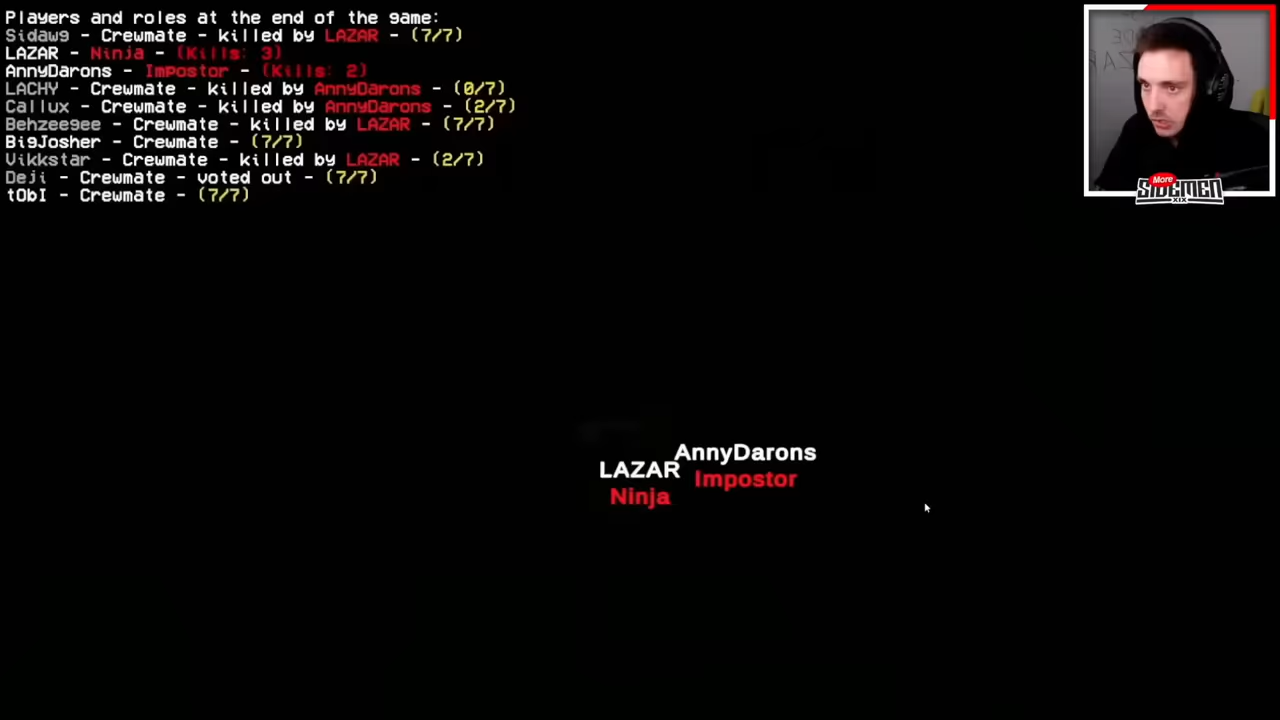 Players and roles at the end of the game:
Sidawg - Crewmate - killed by LAZAR - (7/7)
LAZAR - Ninja - (Kills: 3)
AnnyDarons - Impostor - (Kills: 2)
LACHY - Crewmate - killed by AnnyDarons - (0/7)
Callux - Crewmate - killed by AnnyDarons - (2/7)
Behzeegee - Crewmate - killed by LAZAR - (7/7)
BigJosher - Crewmate - (7/7)
Vikkstar - Crewmate - killed by LAZAR - (2/7)
Deji - Crewmate - voted out - (7/7)
tObI - Crewmate - (7/7)
More
SIDEMEN
XIX
AnnyDarons
LAZAR
Impostor
Ninja